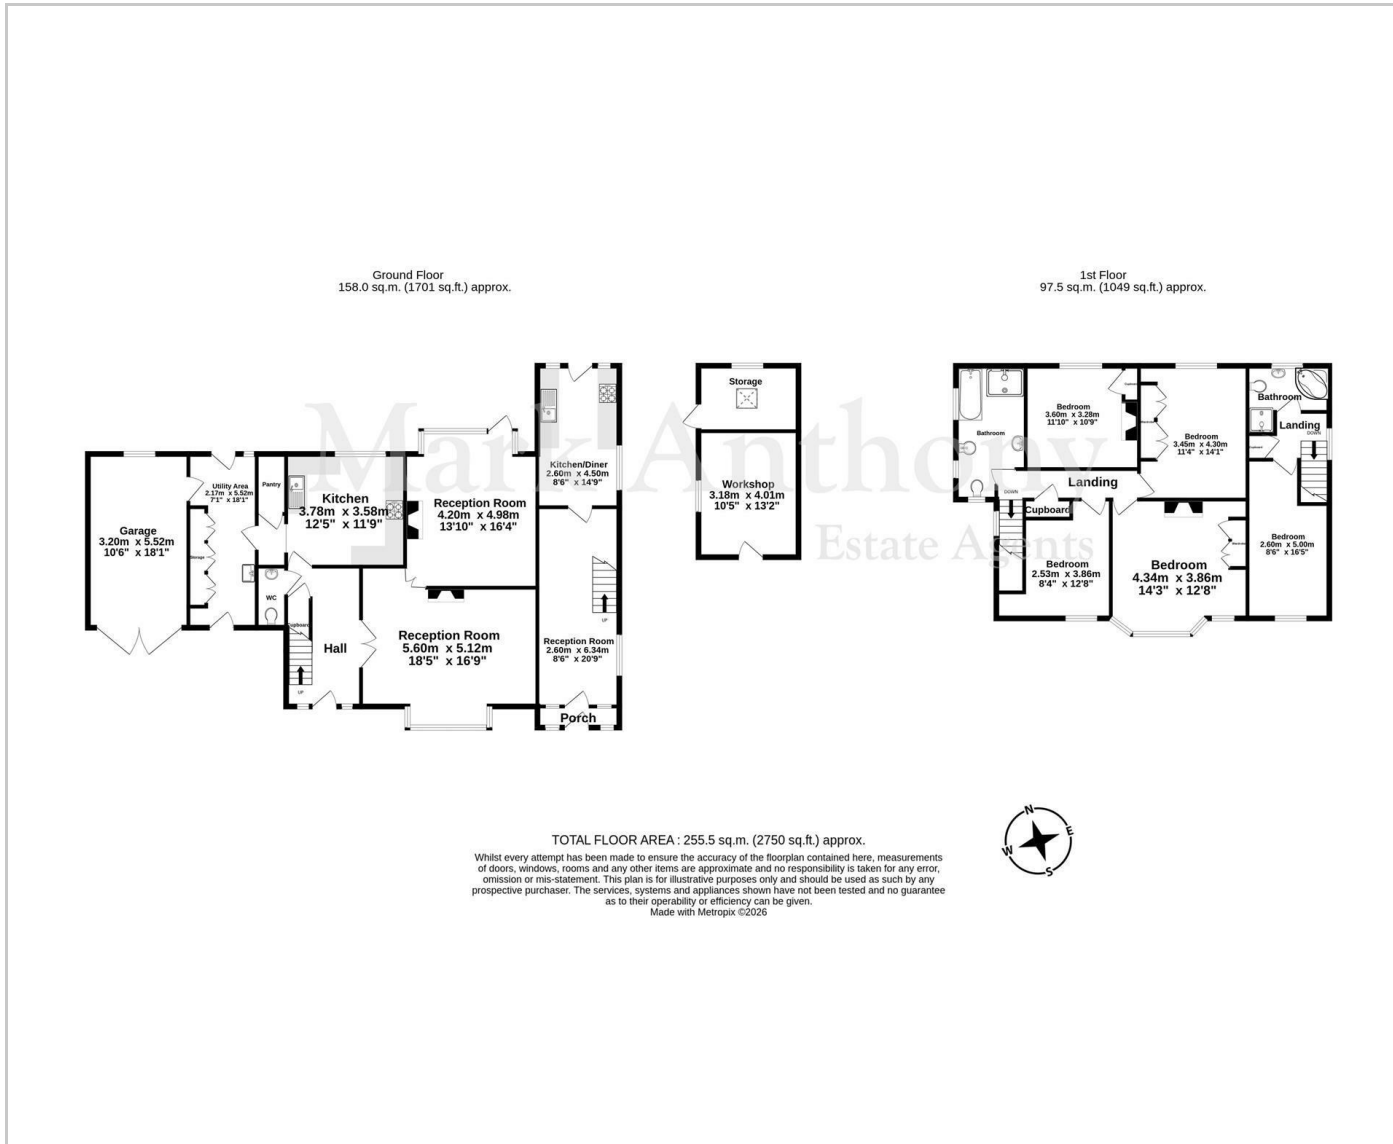 Ground Floor
158.0 sq.m. (1701 sq.ft.) approx.
1st Floor
97.5 sq.m. (1049 sq.ft.) approx.
Mark Anthony
Estate Agents
Garage
3.20m x 5.52m
10'6" x 18'1"
Utility Area
2.17m x 5.52m
7'1" x 18'1"
Storage
Pantry
Kitchen
3.78m x 3.58m
12'5" x 11'9"
WC
Cupboard
UP
Hall
Reception Room
4.20m x 4.98m
13'10" x 16'4"
Reception Room
5.60m x 5.12m
18'5" x 16'9"
Kitchen/Diner
2.60m x 4.50m
8'6" x 14'9"
UP
Reception Room
2.60m x 6.34m
8'6" x 20'9"
Porch
Storage
Workshop
3.18m x 4.01m
10'5" x 13'2"
Bathroom
Bedroom
3.60m x 3.28m
11'10" x 10'9"
Cupboard
Bedroom
3.45m x 4.30m
11'4" x 14'1"
Bathroom
Landing
DOWN
Cupboard
Landing
DOWN
Cupboard
Bedroom
2.53m x 3.86m
8'4" x 12'8"
Bedroom
4.34m x 3.86m
14'3" x 12'8"
Bedroom
2.60m x 5.00m
8'6" x 16'5"
N
E
S
W
TOTAL FLOOR AREA : 255.5 sq.m. (2750 sq.ft.) approx.
Whilst every attempt has been made to ensure the accuracy of the floorplan contained here, measurements
of doors, windows, rooms and any other items are approximate and no responsibility is taken for any error,
omission or mis-statement. This plan is for illustrative purposes only and should be used as such by any
prospective purchaser. The services, systems and appliances shown have not been tested and no guarantee
as to their operability or efficiency can be given.
Made with Metropix ©2026